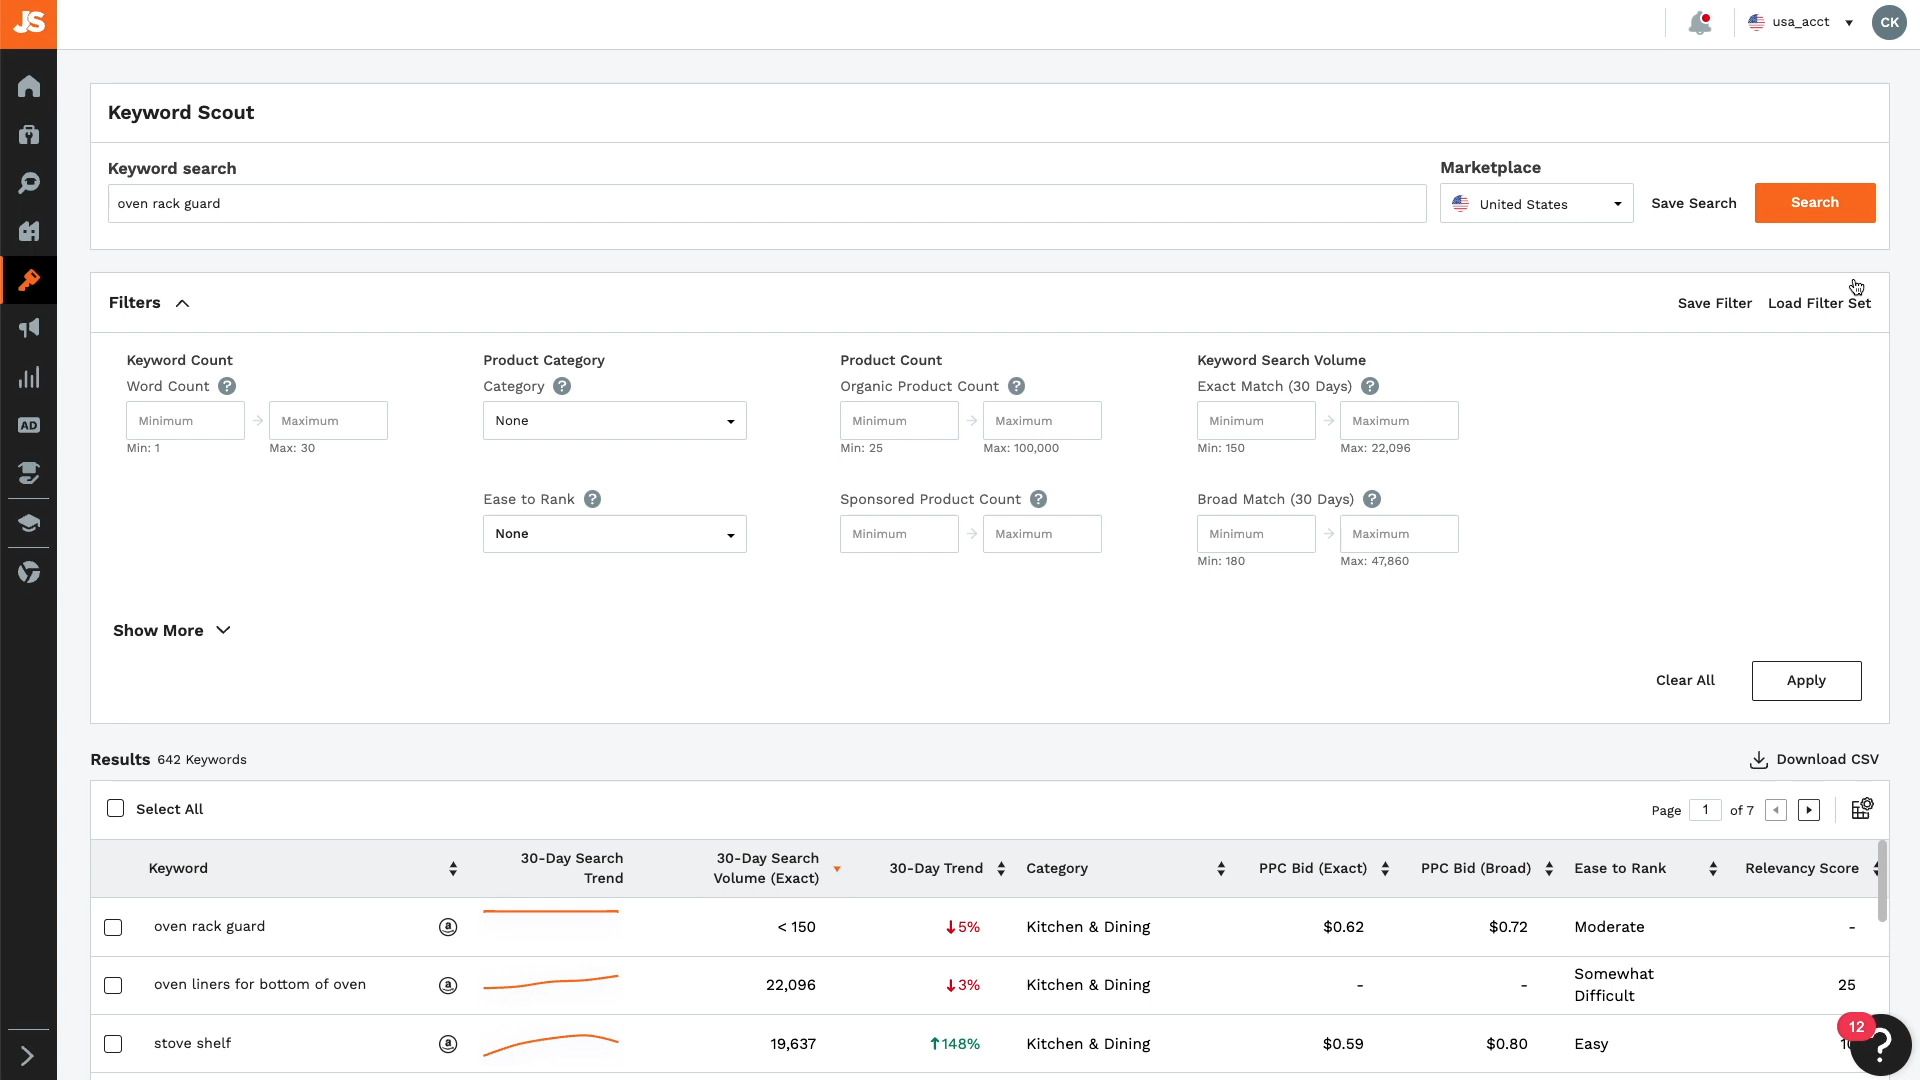 JS
usa_acct
CK
Keyword Scout
Keyword search
Marketplace
oven rack guard
United States
Save Search
Search
Filters
Save Filter
Load Filter Set
Keyword Count
Product Category
Product Count
Keyword Search Volume
Word Count ?
Category ?
Organic Product Count ?
Exact Match (30 Days) ?
Minimum
Maximum
None
Minimum
Maximum
Minimum
Maximum
Min: 1
Max: 30
Min: 25
Max: 100,000
Min: 150
Max: 22,096
AD
Ease to Rank ?
Sponsored Product Count ?
Broad Match (30 Days) ?
None
Minimum
Maximum
Minimum
Maximum
Min: 180
Max: 47,860
Show More
Clear All
Apply
Results 642 Keywords
Download CSV
Select All
Page 1 of 7
Keyword
30-Day Search
Trend
30-Day Search
Volume (Exact)
30-Day Trend
Category
PPC Bid (Exact)
PPC Bid (Broad)
Ease to Rank
Relevancy Score
oven rack guard
a
< 150
5%
Kitchen & Dining
$0.62
$0.72
Moderate
-
oven liners for bottom of oven
a
22,096
3%
Kitchen & Dining
-
-
Somewhat
Difficult
25
stove shelf
a
19,637
148%
Kitchen & Dining
$0.59
$0.80
Easy
12
?